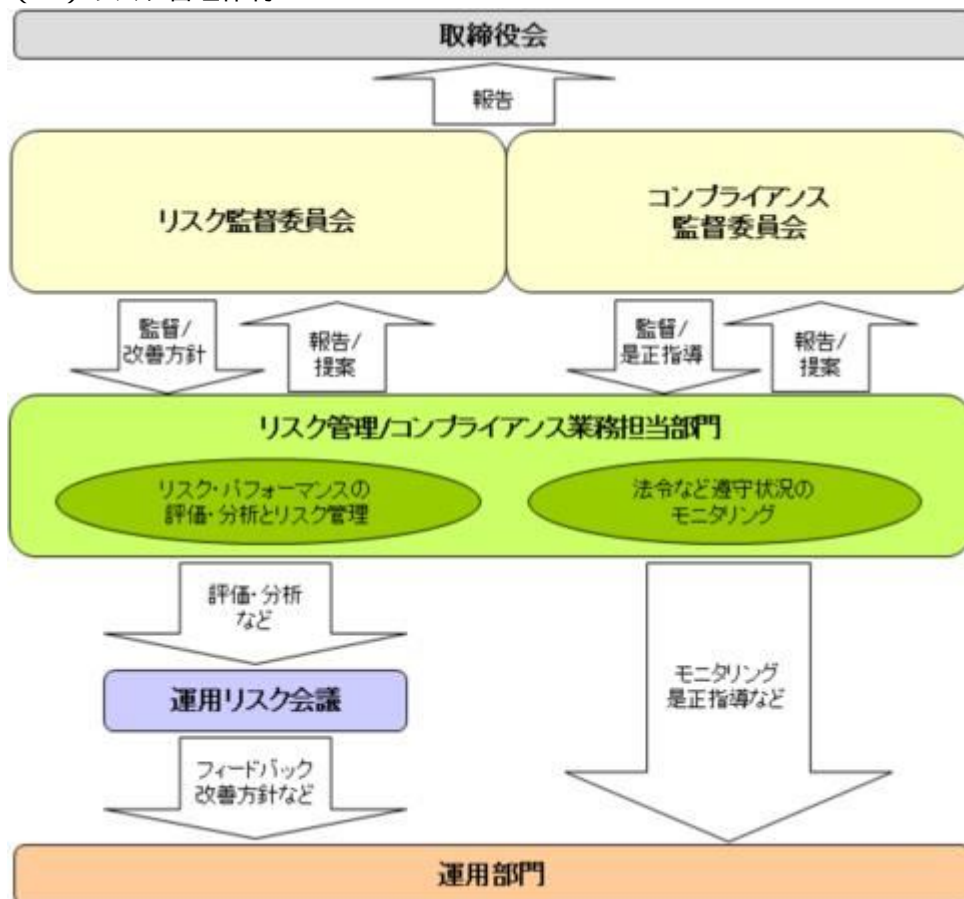 取締役会
報告
リスク監督委員会
コンプライアンス
監督委員会
監督/
改善方針
報告/
提案
監督/
是正指導
報告/
提案
リスク管理/コンプライアンス業務担当部門
リスク・パフォーマンスの
評価・分析とリスク管理
法令など遵守状況の
モニタリング
評価・分析
など
運用リスク会議
モニタリング
是正指導など
フィードバック
改善方針など
運用部門